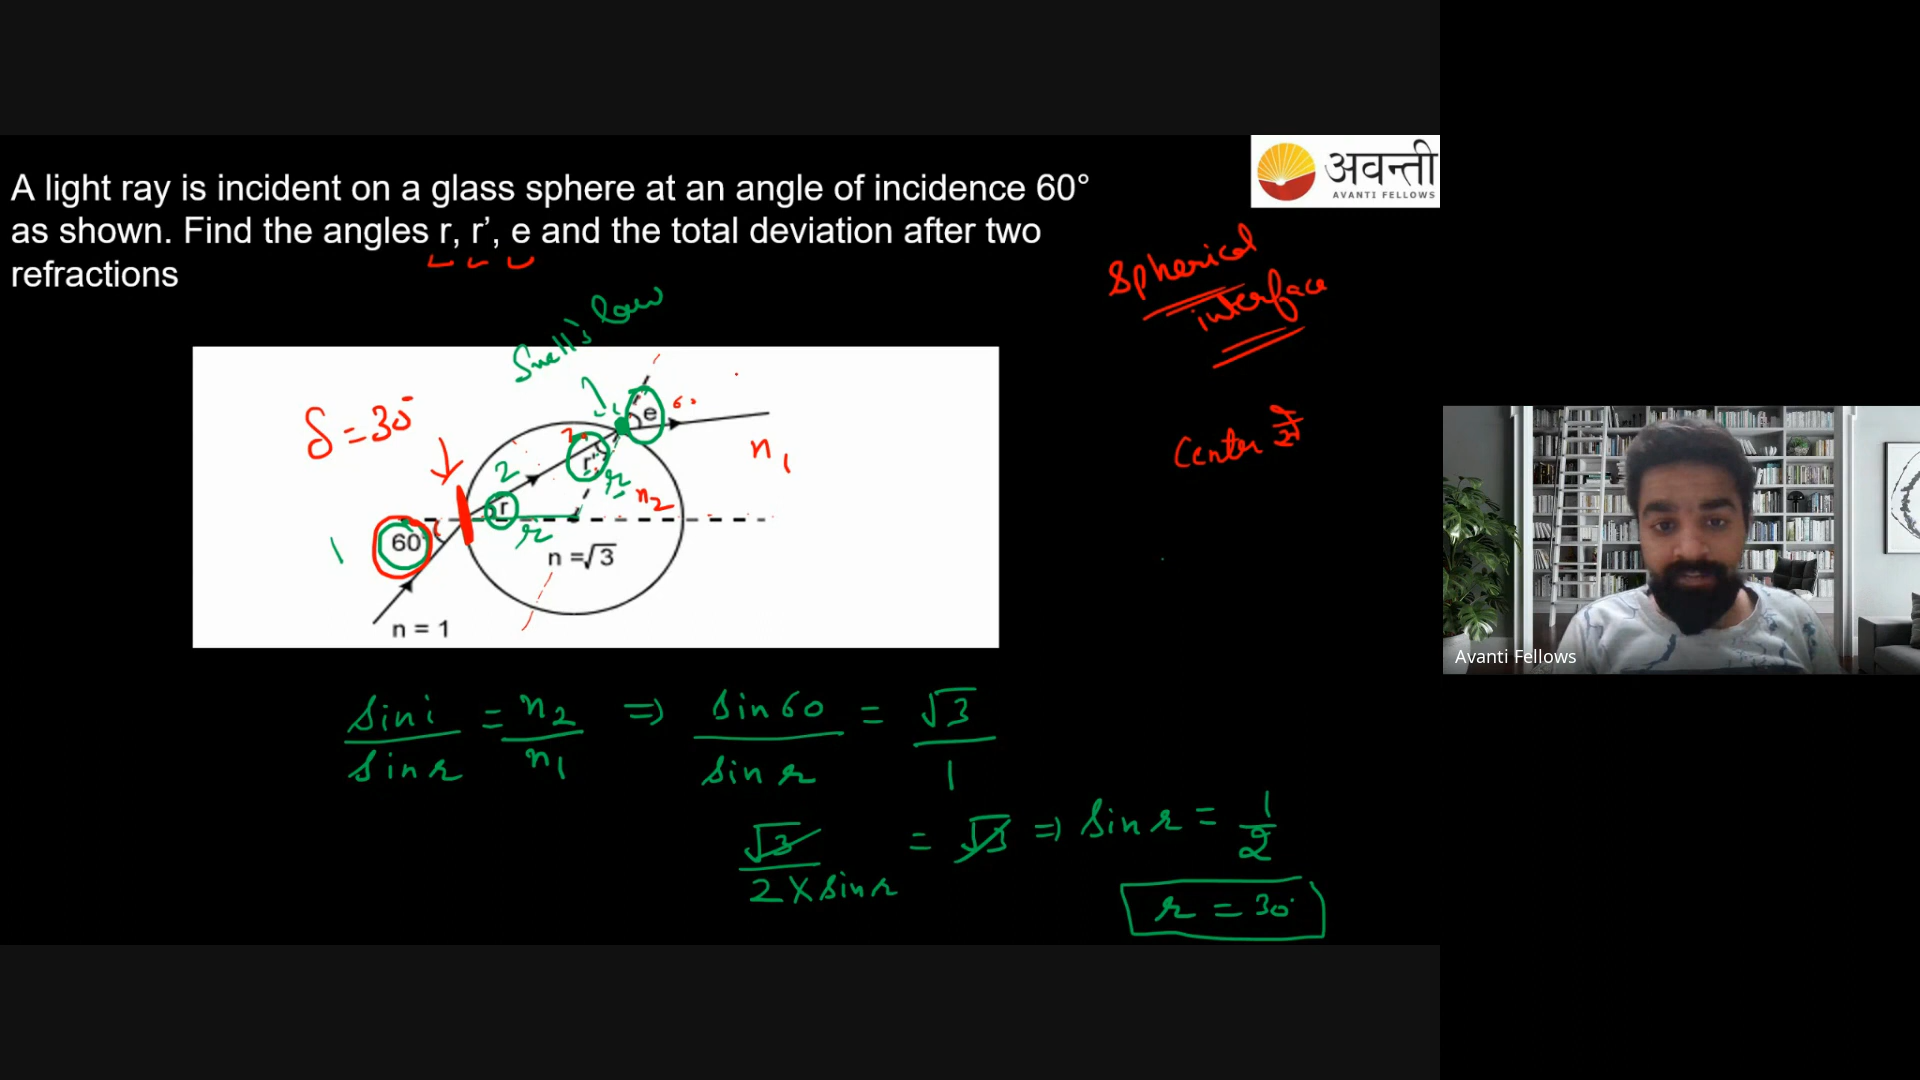 A light ray is incident on a glass sphere at an angle of incidence 60°
as shown. Find the angles r, r’, e and the total deviation after two
refractions
अवन्ती
AVANTI FELLOWS
Spherical
interface
Center
Snell's law
δ = 30°
e
60
n1
r'
r
2
r
n2
r
60
1
n = √3
n = 1
sin i / sin r = n2 / n1 => sin 60 / sin r = √3 / 1
√3 / 2 x sin r = √3 => sin r = 1 / 2
r = 30°
Avanti Fellows